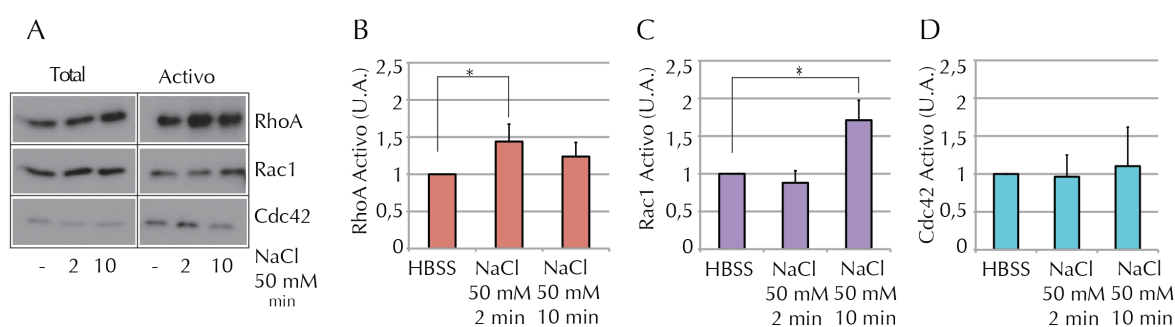 A
Total Activo
RhoA
Rac1
Cdc42
- 2 10 - 2 10
NaCl
50 mM
min
B
RhoA Activo (U.A.)
2,5
2
1,5
1
0,5
0
*
HBSS NaCl NaCl
50 mM 50 mM
2 min 10 min
C
Rac1 Activo (U.A.)
2,5
2
1,5
1
0,5
0
*
HBSS NaCl NaCl
50 mM 50 mM
2 min 10 min
D
Cdc42 Activo (U.A.)
2,5
2
1,5
1
0,5
0
HBSS NaCl NaCl
50 mM 50 mM
2 min 10 min